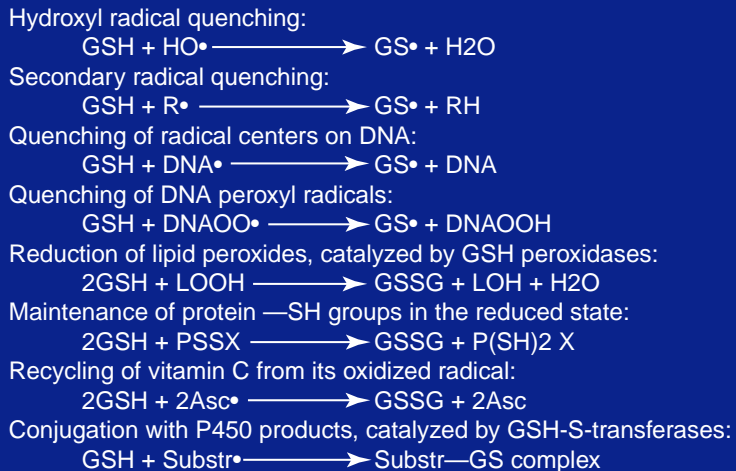 Hydroxyl radical quenching:
GSH + HO• ⟶ GS• + H2O
Secondary radical quenching:
GSH + R• ⟶ GS• + RH
Quenching of radical centers on DNA:
GSH + DNA• ⟶ GS• + DNA
Quenching of DNA peroxyl radicals:
GSH + DNAOO• ⟶ GS• + DNAOOH
Reduction of lipid peroxides, catalyzed by GSH peroxidases:
2GSH + LOOH ⟶ GSSG + LOH + H2O
Maintenance of protein —SH groups in the reduced state:
2GSH + PSSX ⟶ GSSG + P(SH)2 X
Recycling of vitamin C from its oxidized radical:
2GSH + 2Asc• ⟶ GSSG + 2Asc
Conjugation with P450 products, catalyzed by GSH-S-transferases:
GSH + Substr• ⟶ Substr—GS complex